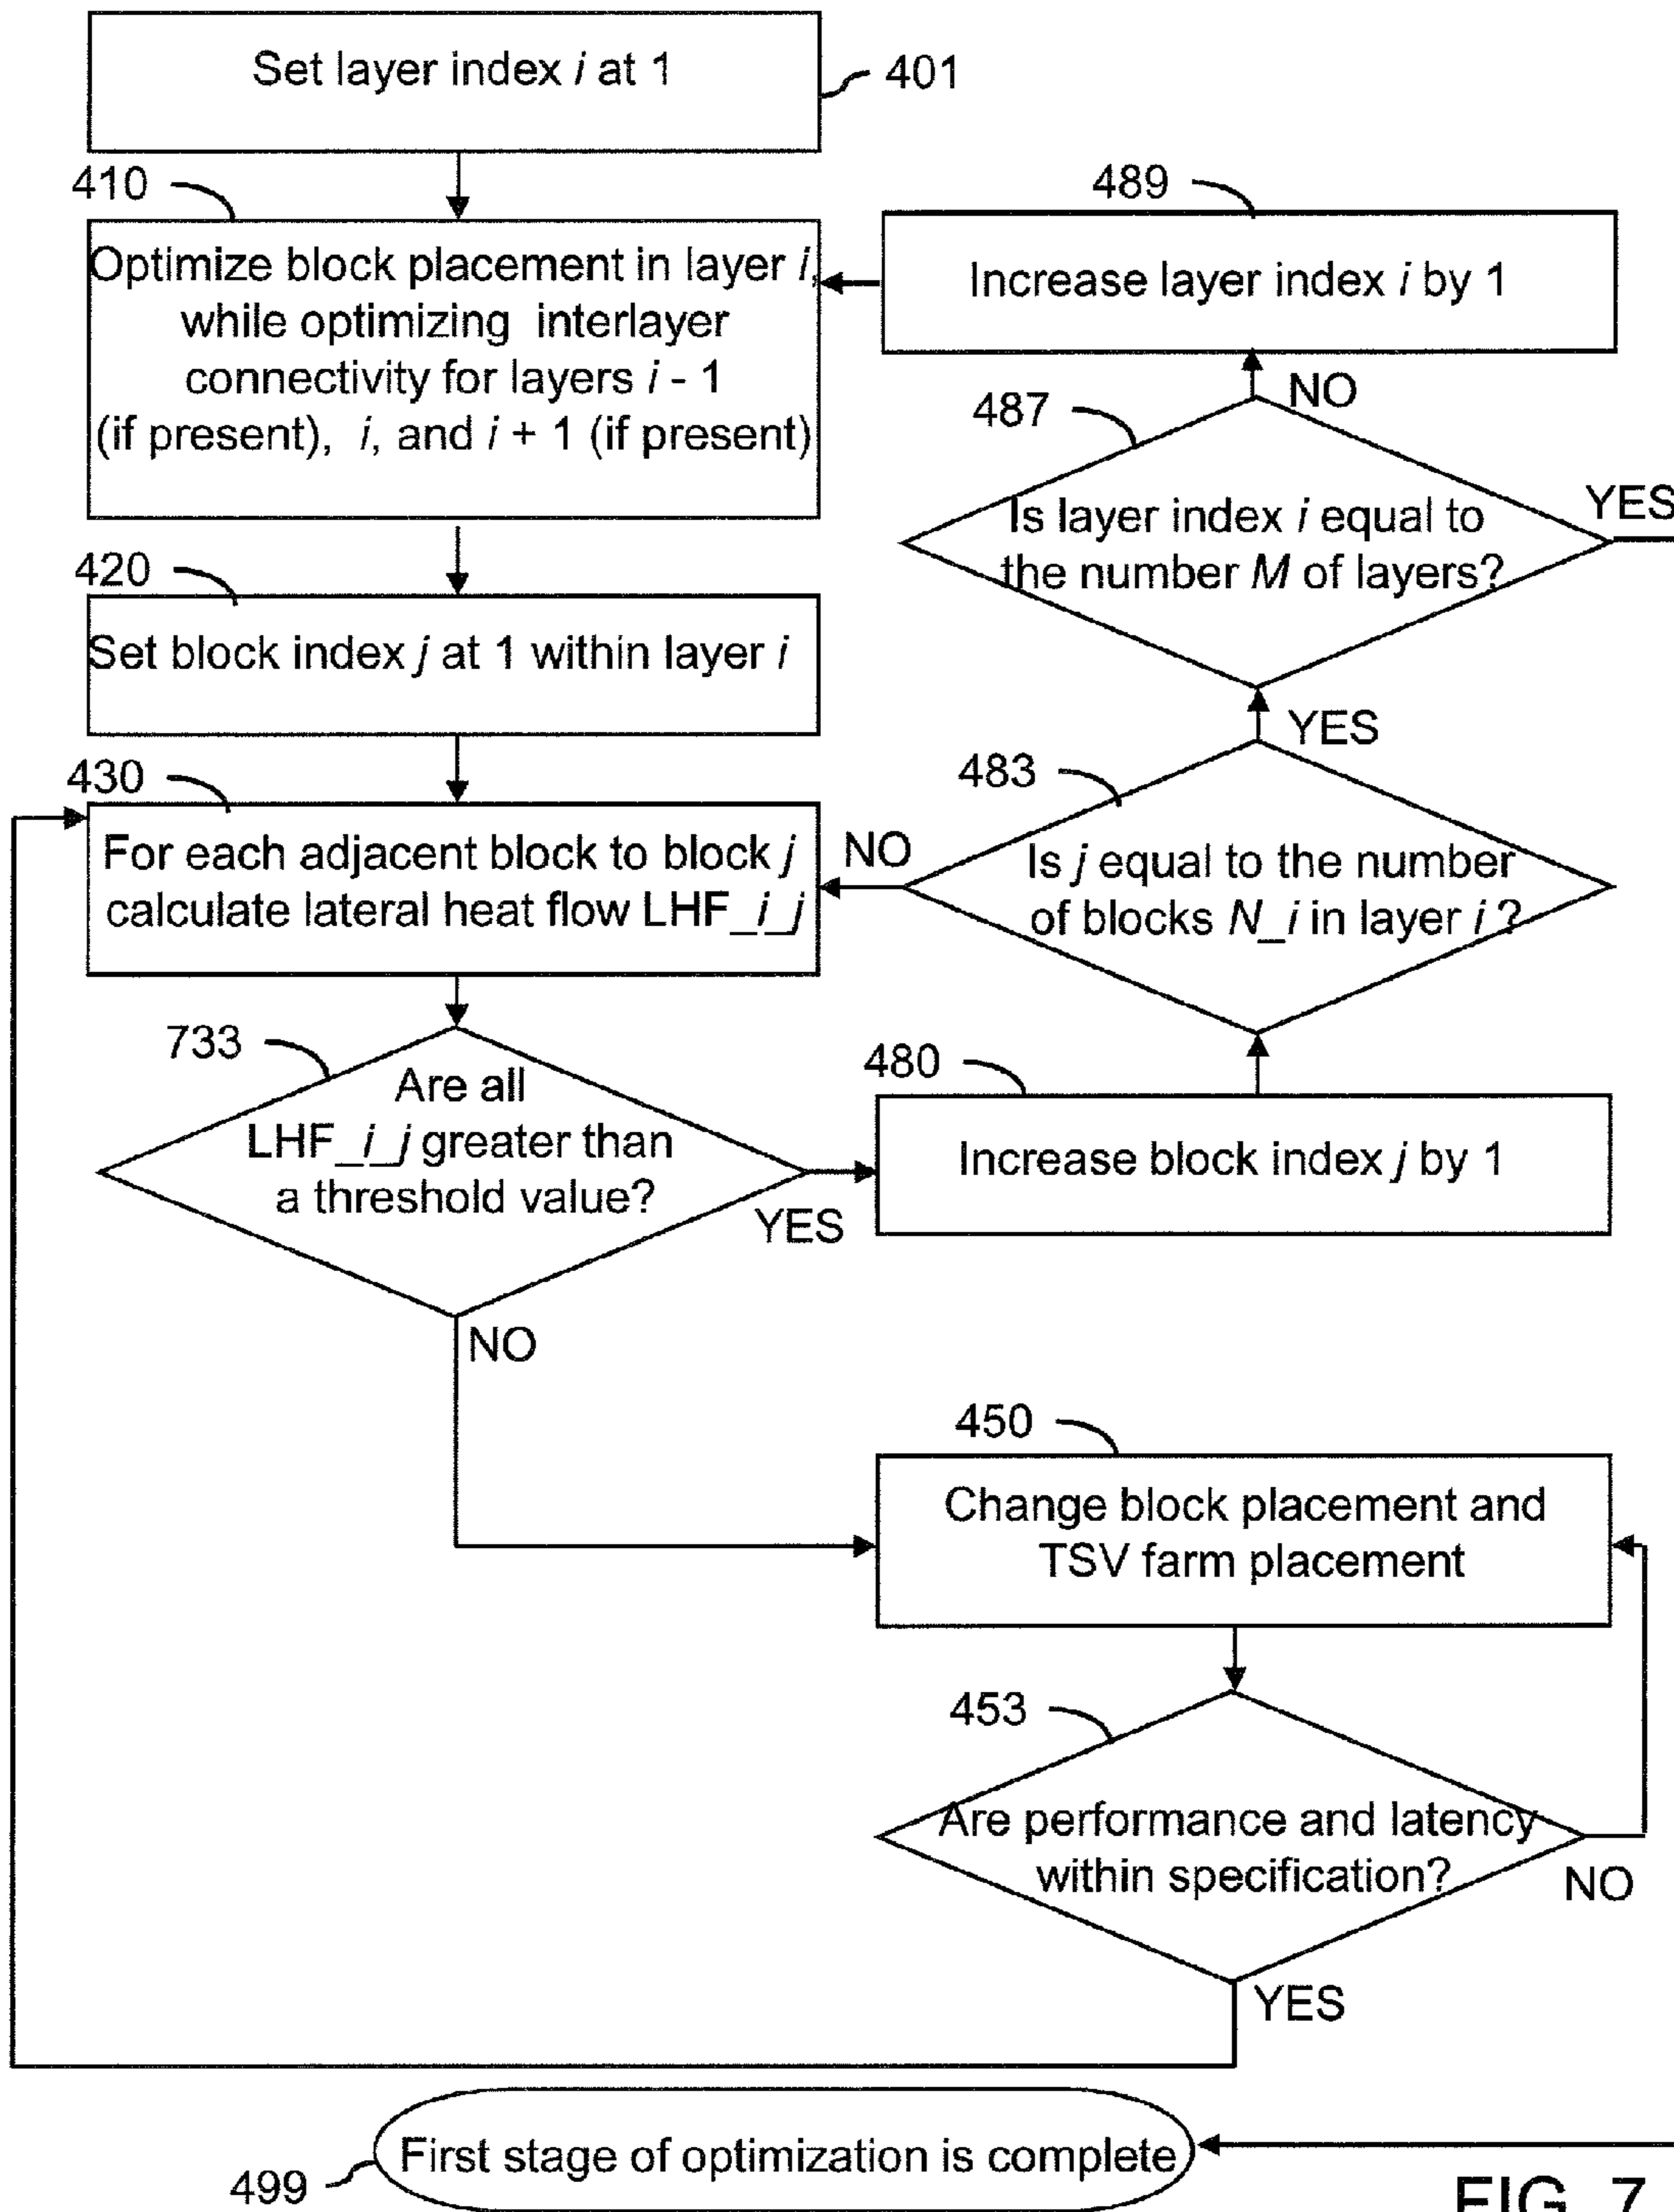 Set layer index i at 1
401
410
Optimize block placement in layer i,
while optimizing interlayer
connectivity for layers i - 1
(if present), i, and i + 1 (if present)
489
Increase layer index i by 1
NO
487
Is layer index i equal to
the number M of layers?
YES
420
Set block index j at 1 within layer i
YES
483
Is j equal to the number
of blocks N_i in layer i ?
NO
430
For each adjacent block to block j
calculate lateral heat flow LHF_i_j
733
Are all
LHF_i_j greater than
a threshold value?
YES
480
Increase block index j by 1
NO
450
Change block placement and
TSV farm placement
453
Are performance and latency
within specification?
NO
YES
First stage of optimization is complete
499
FIG. 7